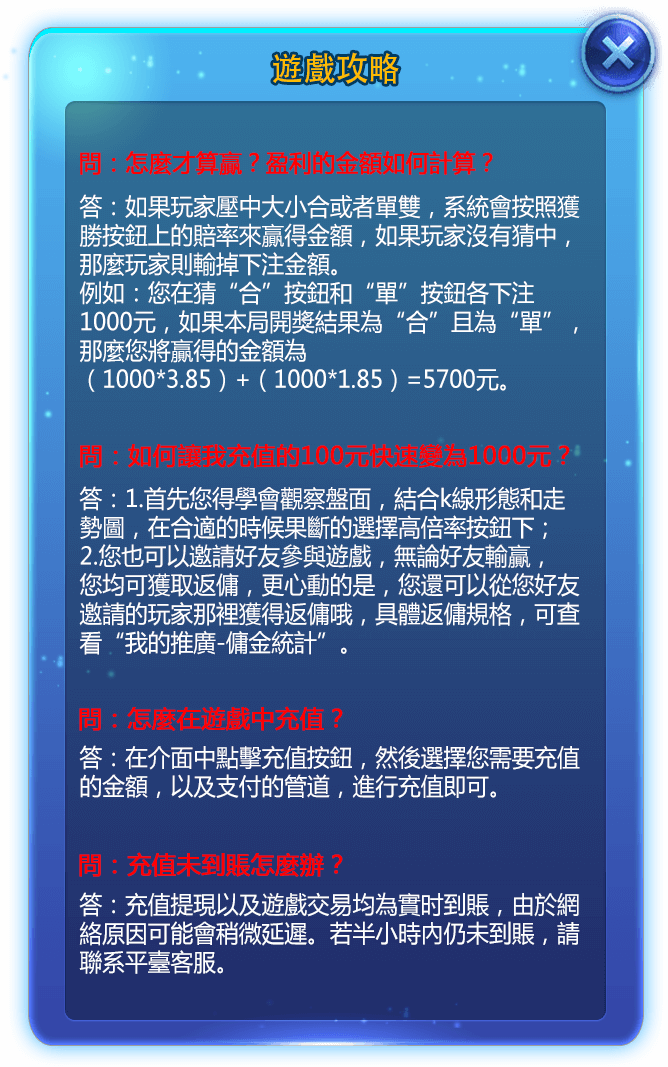 遊戲攻略
問：怎麼才算贏？盈利的金額如何計算？
答：如果玩家壓中大小合或者單雙，系統會按照獲
勝按鈕上的賠率來贏得金額，如果玩家沒有猜中，
那麼玩家則輸掉下注金額。
例如：您在猜“合”按鈕和“單”按鈕各下注
1000元，如果本局開獎結果為“合”且為“單”，
那麼您將贏得的金額為
（1000*3.85）+（1000*1.85）=5700元。
問：如何讓我充值的100元快速變為1000元？
答：1.首先您得學會觀察盤面，結合k線形態和走
勢圖，在合適的時候果斷的選擇高倍率按鈕下；
2.您也可以邀請好友參與遊戲，無論好友輸贏，
您均可獲取返傭，更心動的是，您還可以從您好友
邀請的玩家那裡獲得返傭哦，具體返傭規格，可查
看“我的推廣-傭金統計”。
問：怎麼在遊戲中充值？
答：在介面中點擊充值按鈕，然後選擇您需要充值
的金額，以及支付的管道，進行充值即可。
問：充值未到賬怎麼辦？
答：充值提現以及遊戲交易均為實时到賬，由於網
絡原因可能會稍微延遲。若半小時內仍未到賬，請
聯系平臺客服。